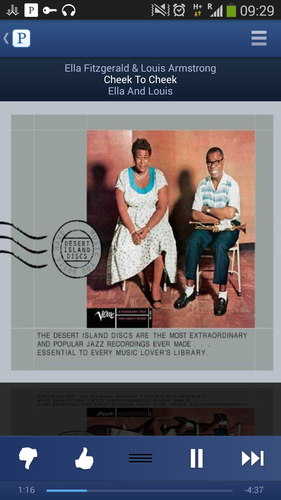 P
H+
R
09:29
P
Ella Fitzgerald & Louis Armstrong
Cheek To Cheek
Ella And Louis
DESERT
ISLAND
DISCS
Verve
THE DESERT ISLAND DISCS ARE THE MOST EXTRAORDINARY
AND POPULAR JAZZ RECORDINGS EVER MADE . . . .
ESSENTIAL TO EVERY MUSIC LOVER'S LIBRARY.
1:16
-4:37